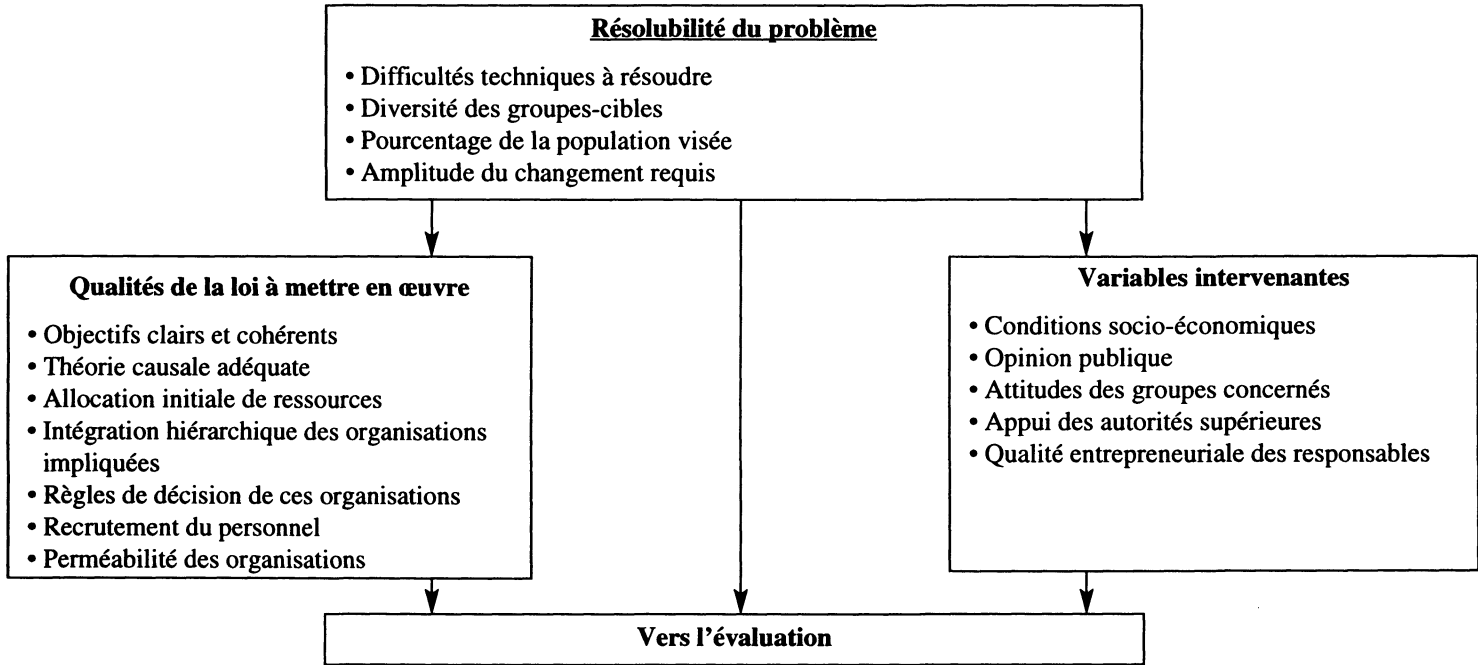 Résolubilité du problème
• Difficultés techniques à résoudre
• Diversité des groupes-cibles
• Pourcentage de la population visée
• Amplitude du changement requis
Qualités de la loi à mettre en œuvre
• Objectifs clairs et cohérents
• Théorie causale adéquate
• Allocation initiale de ressources
• Intégration hiérarchique des organisations
impliquées
• Règles de décision de ces organisations
• Recrutement du personnel
• Perméabilité des organisations
Variables intervenantes
• Conditions socio-économiques
• Opinion publique
• Attitudes des groupes concernés
• Appui des autorités supérieures
• Qualité entrepreneuriale des responsables
Vers l'évaluation